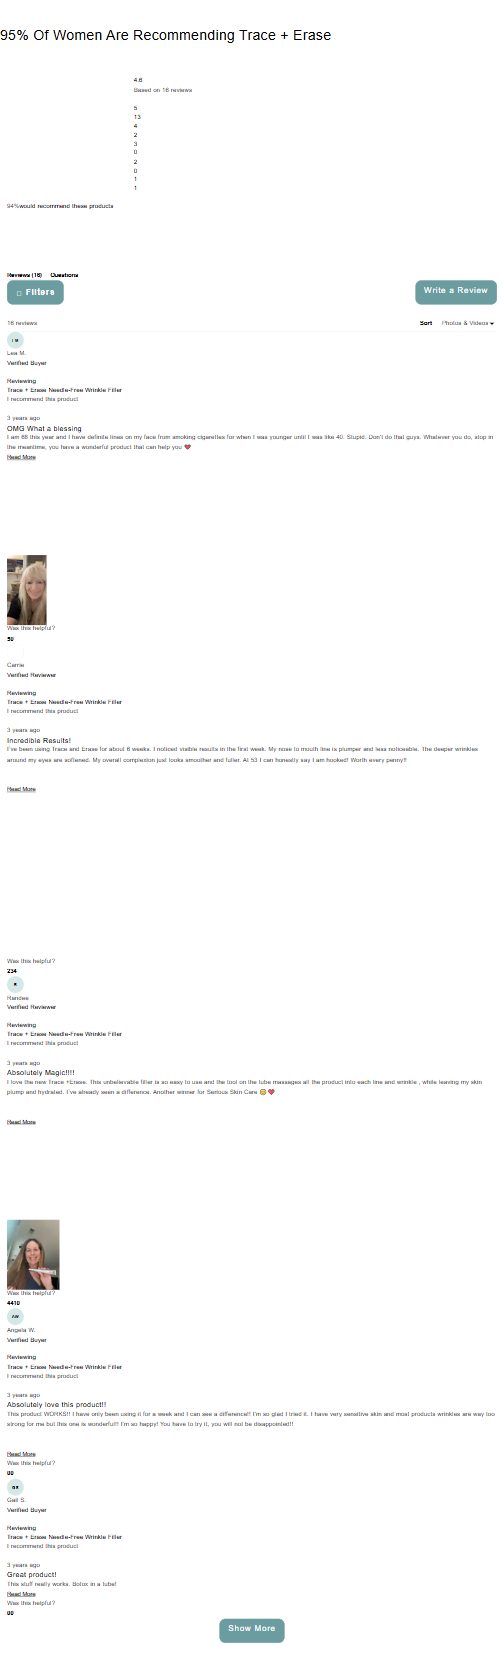 95% Of Women Are Recommending Trace + Erase
4.6
Based on 16 reviews
5
13
4
2
3
0
2
0
1
1
94%would recommend these products
Reviews (16) Questions
Filters
Write a Review
16 reviews
Sort Photos & Videos
Lea M.
Verified Buyer
Reviewing
Trace + Erase Needle-Free Wrinkle Filler
I recommend this product
3 years ago
OMG What a blessing
I am 66 this year and I have definite lines on my face from smoking cigarettes for when I was younger until I was like 40. Stupid. Don't do that guys. Whatever you do, stop in
the meantime, you have a wonderful product that can help you 💖
Read More
Was this helpful?
50
Carrie
Verified Reviewer
Reviewing
Trace + Erase Needle-Free Wrinkle Filler
I recommend this product
3 years ago
Incredible Results!
I've been using Trace and Erase for about 6 weeks. I noticed visible results in the first week. My nose to mouth line is plumper and less noticeable. The deeper wrinkles
around my eyes are softened. My overall complexion just looks smoother and fuller. At 53 I can honestly say I am hooked! Worth every penny!!
Read More
Was this helpful?
234
R
Randee
Verified Reviewer
Reviewing
Trace + Erase Needle-Free Wrinkle Filler
I recommend this product
3 years ago
Absolutely Magic!!!!
I love the new Trace +Erase. This unbelievable filler is so easy to use and the tool on the tube massages all the product into each line and wrinkle , while leaving my skin
plump and hydrated. I've already seen a difference. Another winner for Serious Skin Care 😊 💖
Read More
Was this helpful?
4410
AW
Angela W.
Verified Buyer
Reviewing
Trace + Erase Needle-Free Wrinkle Filler
I recommend this product
3 years ago
Absolutely love this product!!
This product WORKS!! I have only been using it for a week and I can see a difference!! I'm so glad I tried it. I have very sensitive skin and most products wrinkles are way too
strong for me but this one is wonderful!! I'm so happy! You have to try it, you will not be disappointed!!
Read More
Was this helpful?
00
GS
Gail S.
Verified Buyer
Reviewing
Trace + Erase Needle-Free Wrinkle Filler
I recommend this product
3 years ago
Great product!
This stuff really works. Botox in a tube!
Read More
Was this helpful?
00
Show More